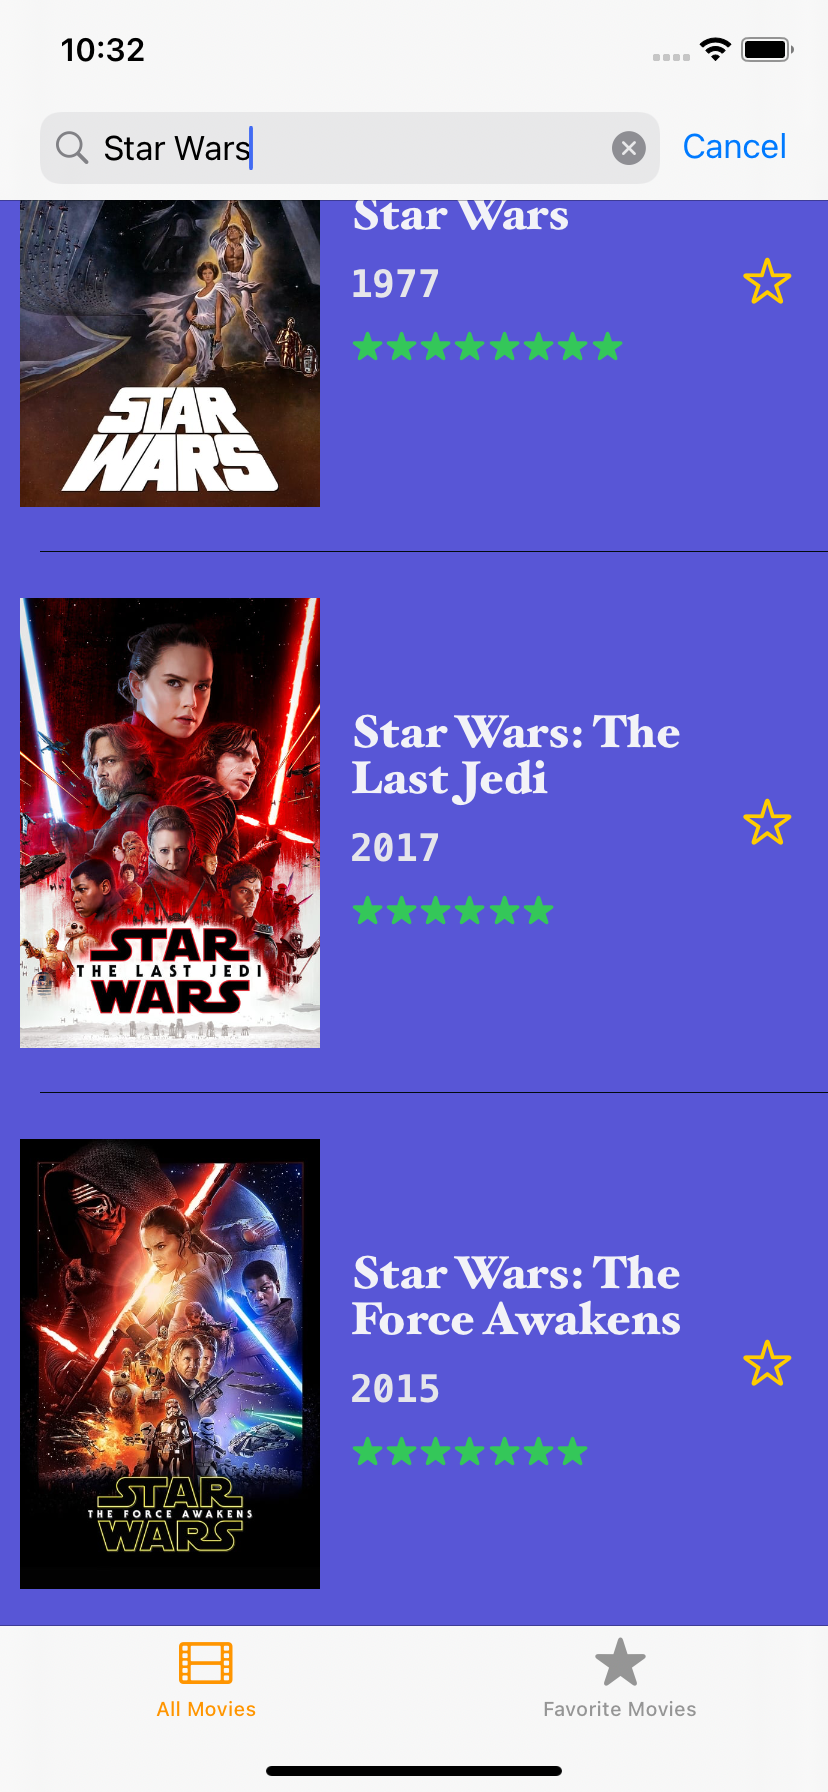 10:32
Star Wars
Cancel
Star Wars
1977
STAR
WARS
Star Wars: The
Last Jedi
2017
STAR
THE LAST JEDI
WARS
Star Wars: The
Force Awakens
2015
STAR
THE FORCE AWAKENS
WARS
All Movies
Favorite Movies